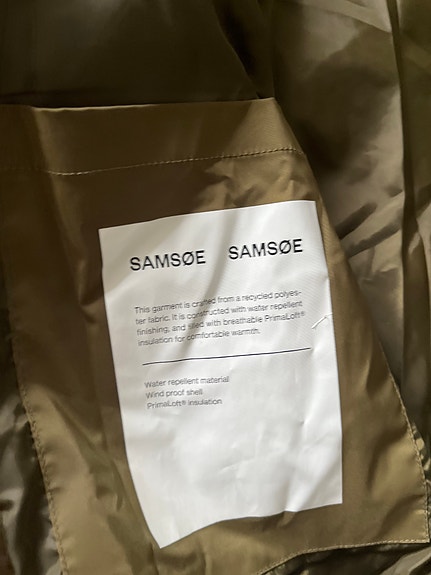 SAMSØE SAMSØE
This garment is crafted from a recycled polyes-
ter fabric. It is constructed with water repellent
finishing, and filled with breathable PrimaLoft®
insulation for comfortable warmth.
Water repellent material
Wind proof shell
PrimaLoft® insulation